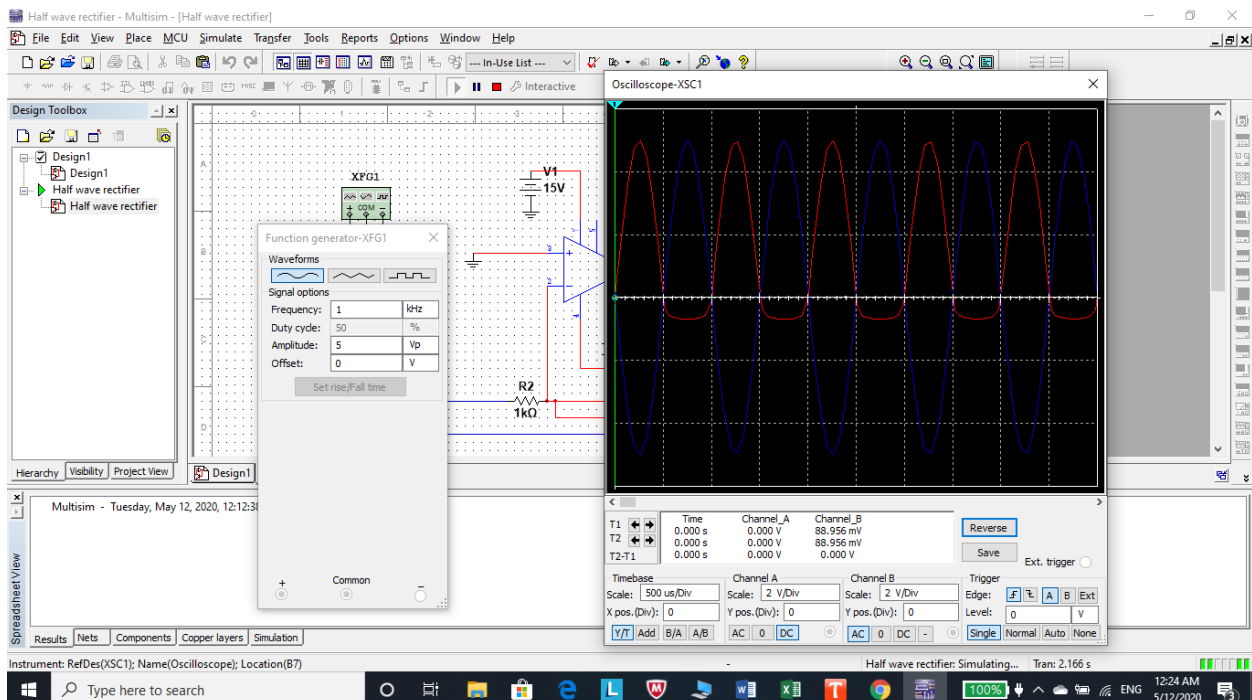 Half wave rectifier - Multisim - [Half wave rectifier]
File Edit View Place MCU Simulate Transfer Tools Reports Options Window Help
--- In-Use List ---
Interactive
Design Toolbox
Design1
Design1
Half wave rectifier
Half wave rectifier
Hierarchy Visibility Project View
Design1
0 1 2 3
A
B
C
D
XFG1
COM
V1
15V
R2
1kΩ
Function generator-XFG1
Waveforms
Signal options
Frequency: 1 kHz
Duty cycle: 50 %
Amplitude: 5 Vp
Offset: 0 V
Set rise/Fall time
+ Common -
Oscilloscope-XSC1
Time Channel_A Channel_B
T1 0.000 s 0.000 V 88.956 mV
T2 0.000 s 0.000 V 88.956 mV
T2-T1 0.000 s 0.000 V 0.000 V
Reverse
Save
Ext. trigger
Timebase Channel A Channel B Trigger
Scale: 500 us/Div Scale: 2 V/Div Scale: 2 V/Div Edge: A B Ext
X pos.(Div): 0 Y pos.(Div): 0 Y pos.(Div): 0 Level: 0 V
Y/T Add B/A A/B AC 0 DC AC 0 DC - Single Normal Auto None
Multisim - Tuesday, May 12, 2020, 12:12:38
Spreadsheet View
Results Nets Components Copper layers Simulation
Instrument: RefDes(XSC1); Name(Oscilloscope); Location(B7) - Half wave rectifier: Simulating... Tran: 2.166 s
Type here to search
100%
ENG
12:24 AM
5/12/2020